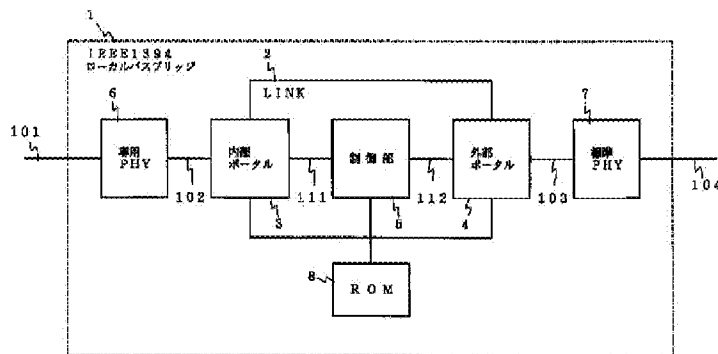 1
IEEE1394
ローカルバスブリッジ
2
LINK
6
7
101
専用
PHY
内部
ポータル
制御部
外部
ポータル
標準
PHY
102
111
112
103
104
3
5
4
8
ROM